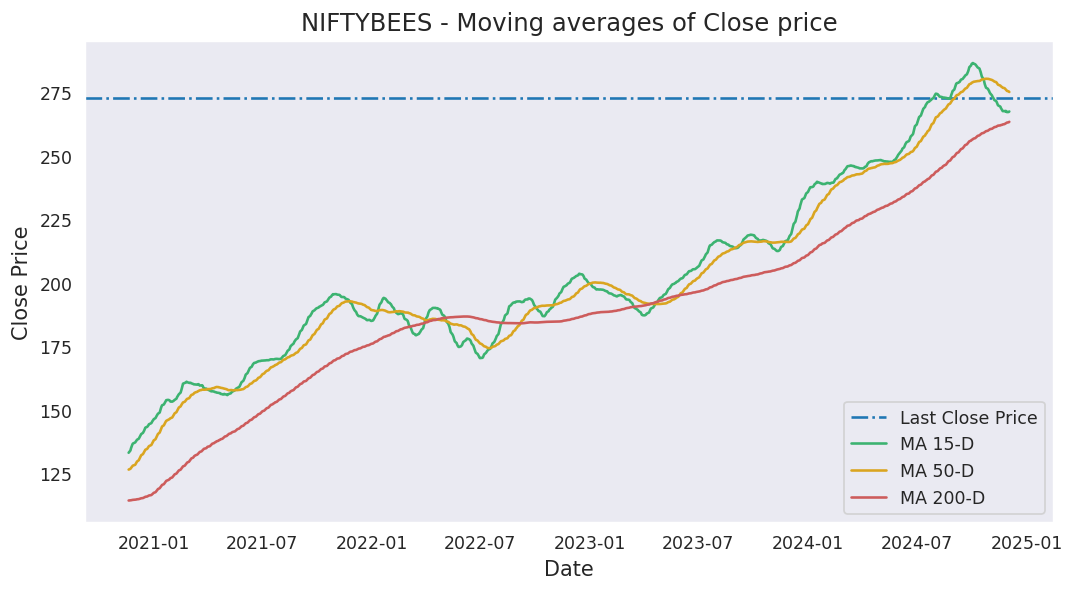 NIFTYBEES - Moving averages of Close price
Close Price
275
250
225
200
175
150
125
Last Close Price
MA 15-D
MA 50-D
MA 200-D
2021-01 2021-07 2022-01 2022-07 2023-01 2023-07 2024-01 2024-07 2025-01
Date